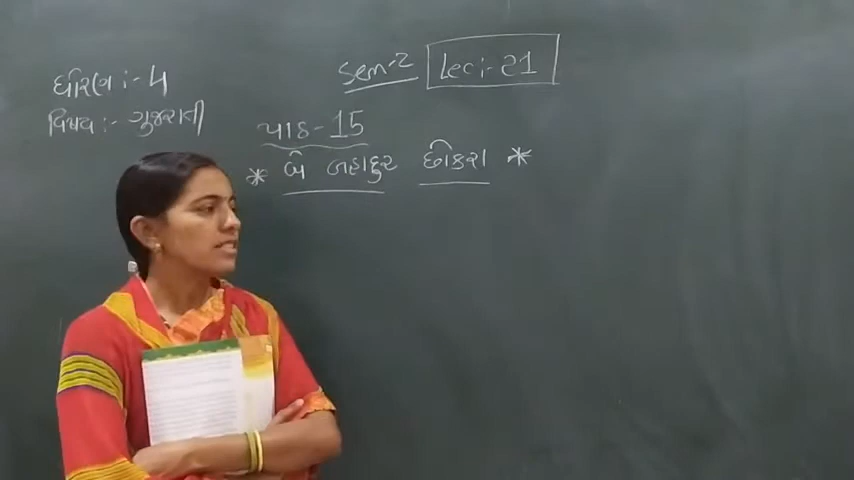 ધોરણ :- 4
વિષય :- ગુજરાતી
Sem-2 Lec :- 21
પાઠ-15
* બે બહાદુર છોકરા *